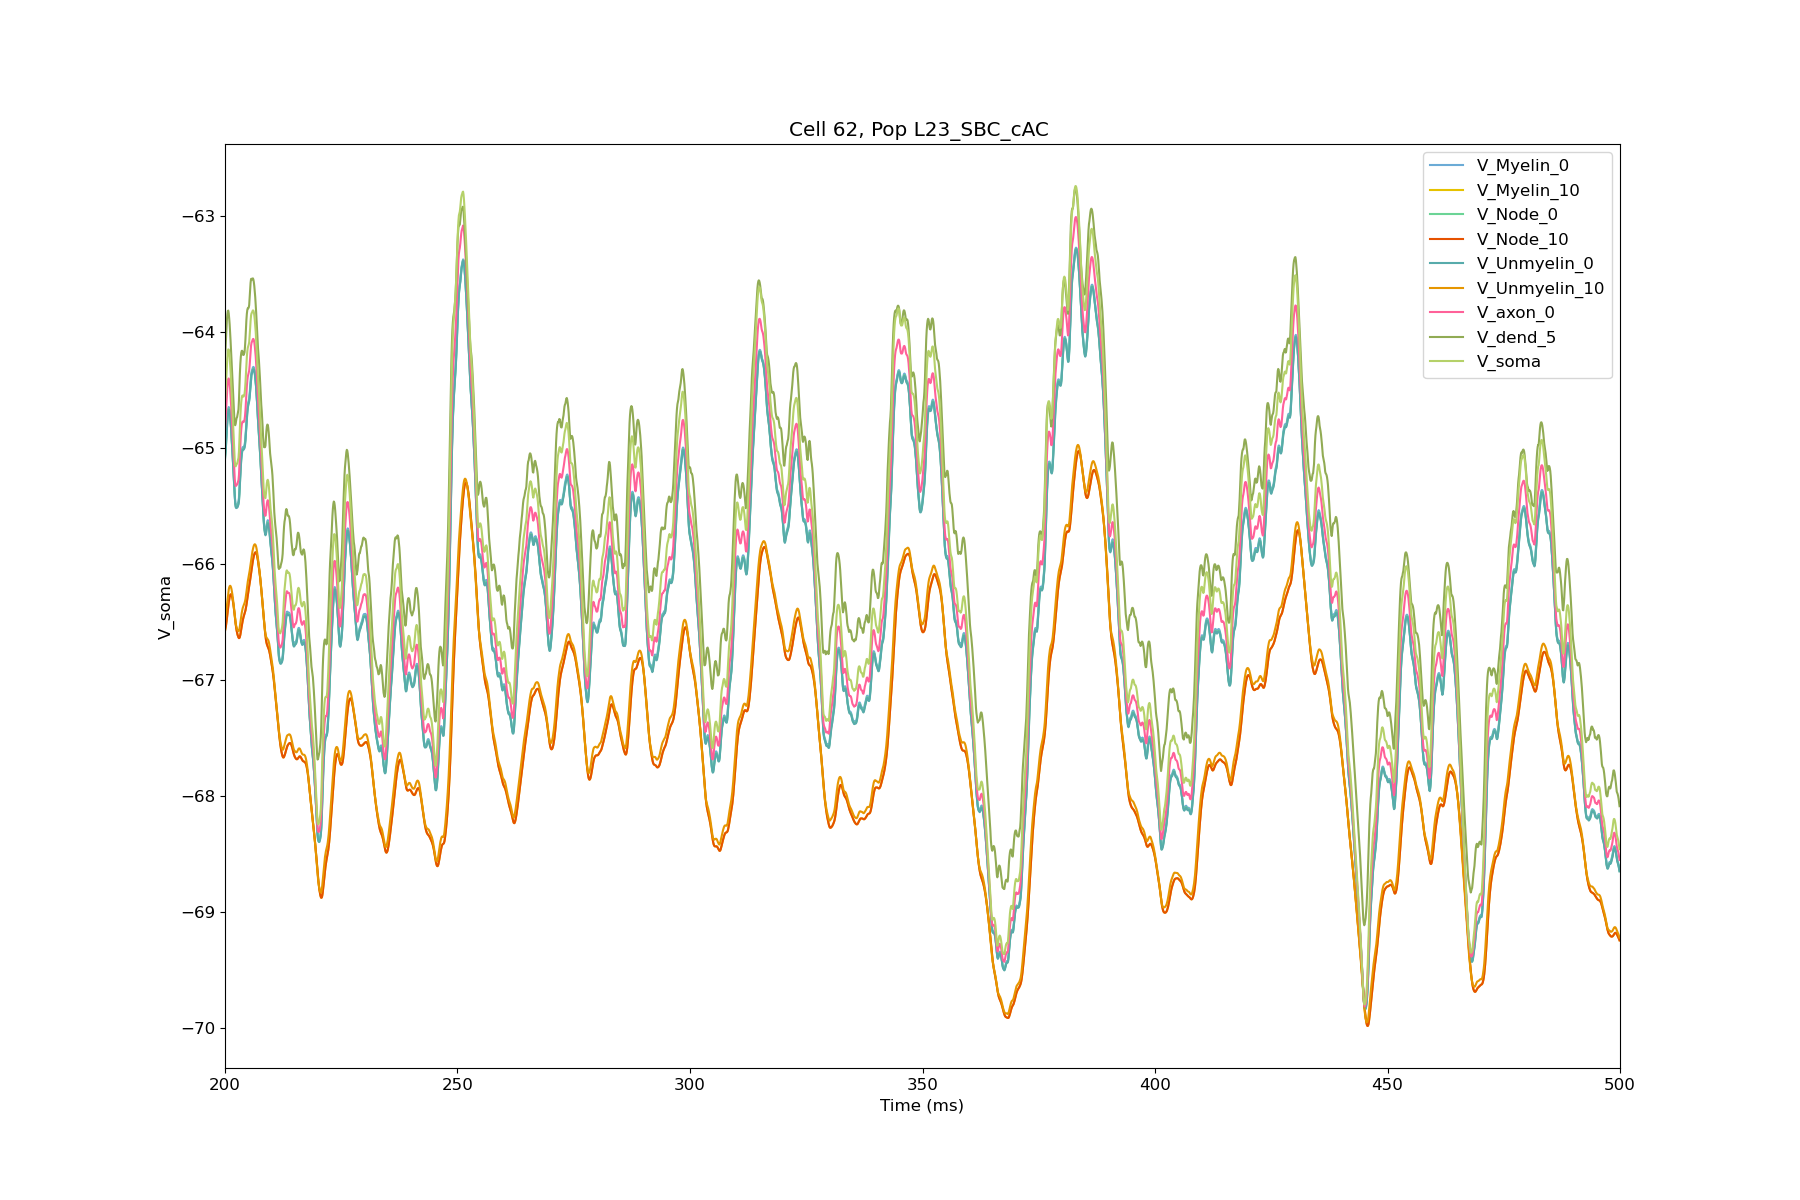 Cell 62, Pop L23_SBC_cAC
V_Myelin_0
V_Myelin_10
V_Node_0
V_Node_10
V_Unmyelin_0
V_Unmyelin_10
V_axon_0
V_dend_5
V_soma
−63
−64
−65
−66
−67
−68
−69
−70
V_soma
200 250 300 350 400 450 500
Time (ms)